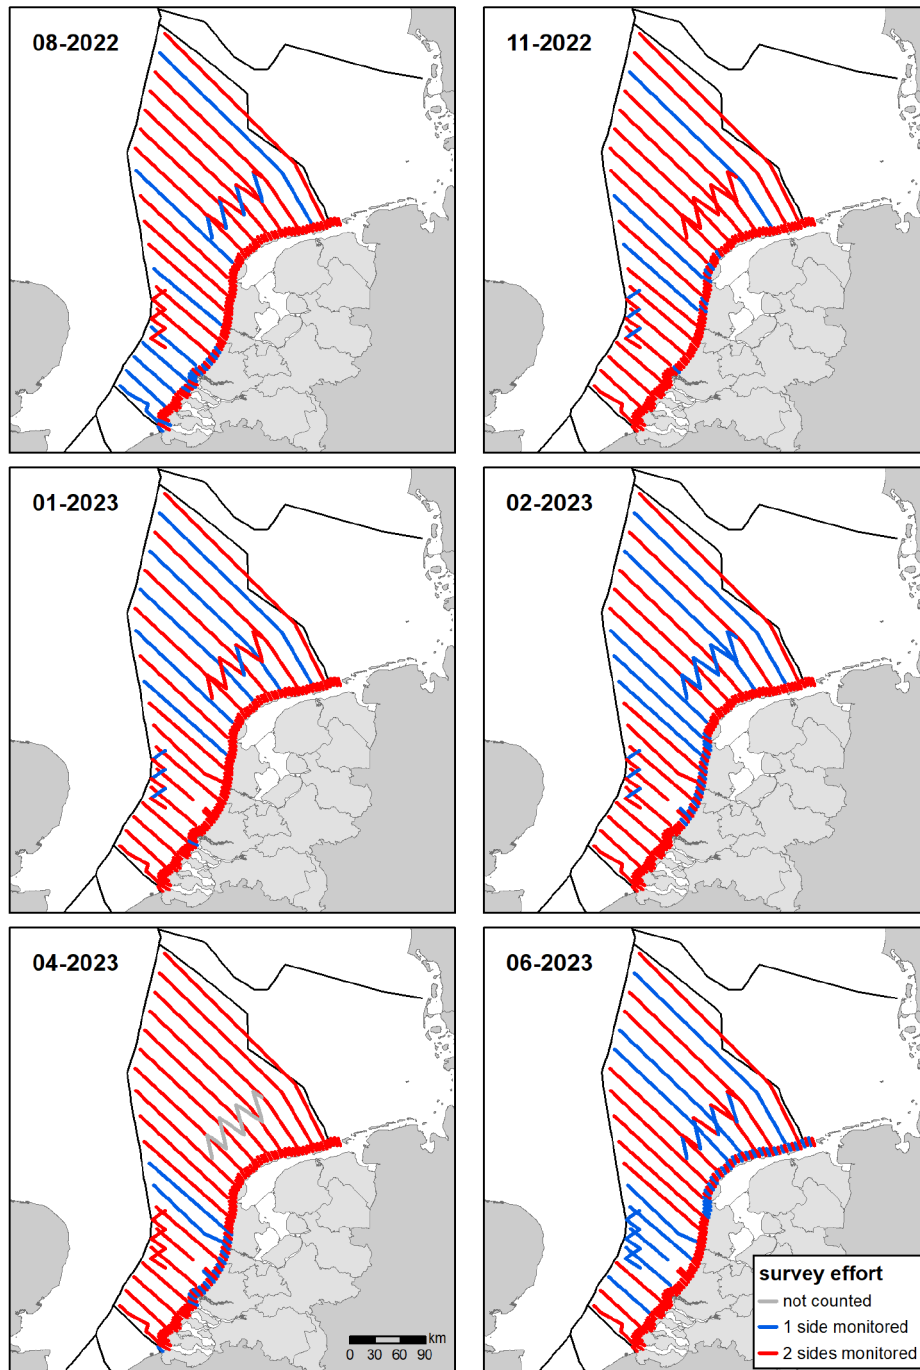 08-2022
11-2022
01-2023
02-2023
04-2023
06-2023
km
0 30 60 90
survey effort
not counted
1 side monitored
2 sides monitored